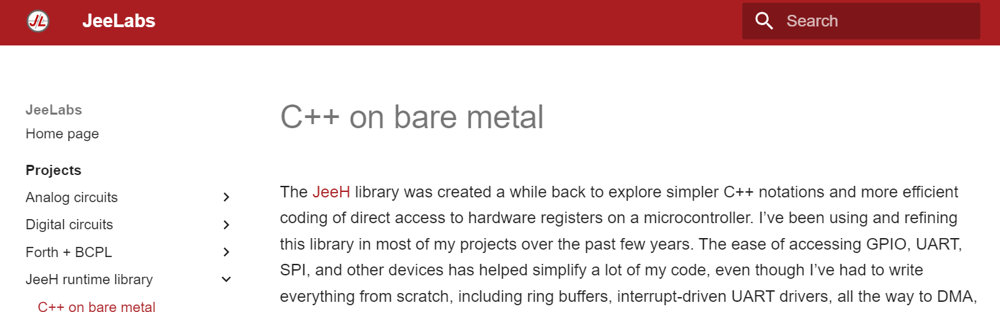 JL JeeLabs Search
JeeLabs
Home page
Projects
Analog circuits
Digital circuits
Forth + BCPL
JeeH runtime library
C++ on bare metal
C++ on bare metal
The JeeH library was created a while back to explore simpler C++ notations and more efficient
coding of direct access to hardware registers on a microcontroller. I’ve been using and refining
this library in most of my projects over the past few years. The ease of accessing GPIO, UART,
SPI, and other devices has helped simplify a lot of my code, even though I’ve had to write
everything from scratch, including ring buffers, interrupt-driven UART drivers, all the way to DMA,